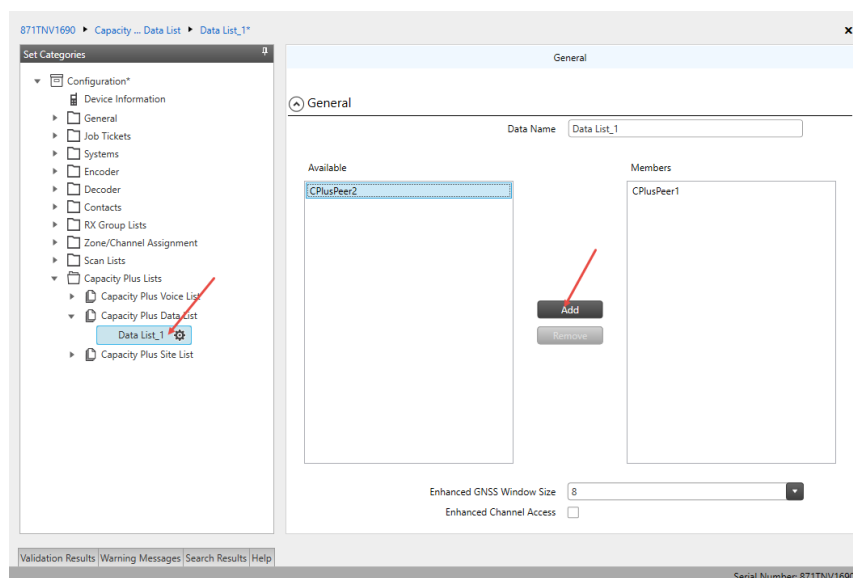 871TNV1690 Capacity ... Data List Data List_1*
Set Categories
Configuration*
Device Information
General
Job Tickets
Systems
Encoder
Decoder
Contacts
RX Group Lists
Zone/Channel Assignment
Scan Lists
Capacity Plus Lists
Capacity Plus Voice List
Capacity Plus Data List
Data List_1
Capacity Plus Site List
General
General
Data Name Data List_1
Available
Members
CPlusPeer2
CPlusPeer1
Add
Remove
Enhanced GNSS Window Size 8
Enhanced Channel Access
Validation Results Warning Messages Search Results Help
Serial Number: 871TNV1690